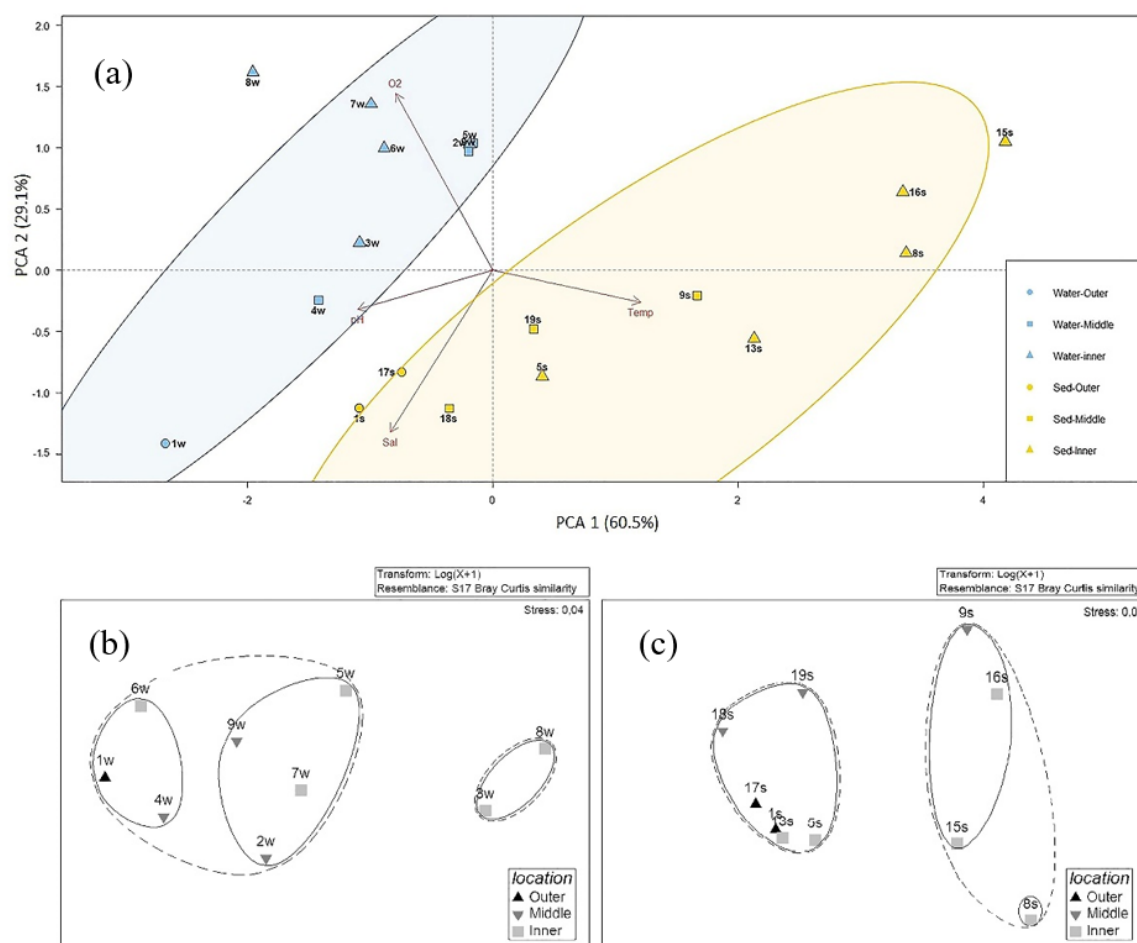 (a)
PCA 2 (29.1%)
2.0
1.5
1.0
0.5
0.0
-0.5
-1.0
-1.5
8w
7w
O2
6w
5w
2w
3w
4w
pH
1w
15s
16s
8s
9s
Temp
19s
13s
17s
5s
1s
18s
Sal
-2
0
2
4
PCA 1 (60.5%)
Water-Outer
Water-Middle
Water-inner
Sed-Outer
Sed-Middle
Sed-Inner
Transform: Log(X+1)
Resemblance: S17 Bray Curtis similarity
Stress: 0,04
(b)
6w
5w
9w
1w
7w
8w
4w
3w
2w
location
Outer
Middle
Inner
Transform: Log(X+1)
Resemblance: S17 Bray Curtis similarity
Stress: 0,0
(c)
9s
19s
16s
18s
17s
1s
13s
5s
15s
8s
location
Outer
Middle
Inner